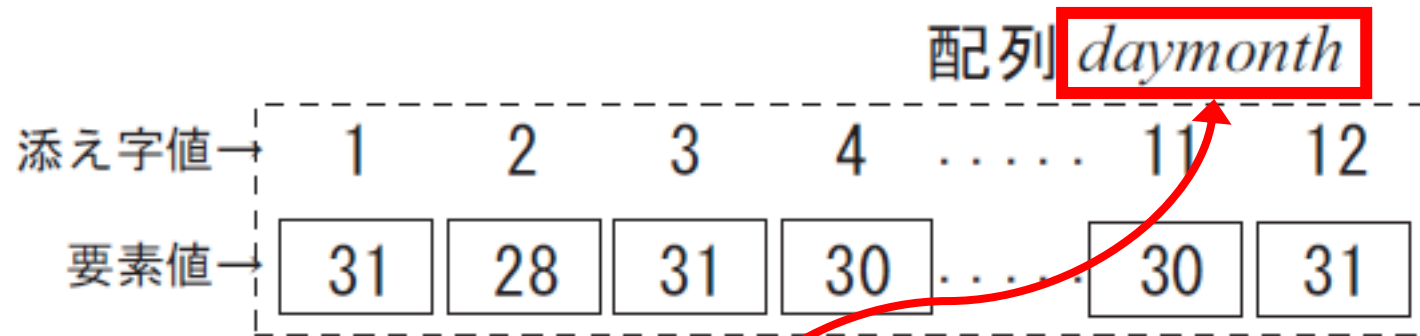 配列 daymonth
添え字値→ 1 2 3 4 ..... 11 12
要素値→ 31 28 31 30 ..... 30 31